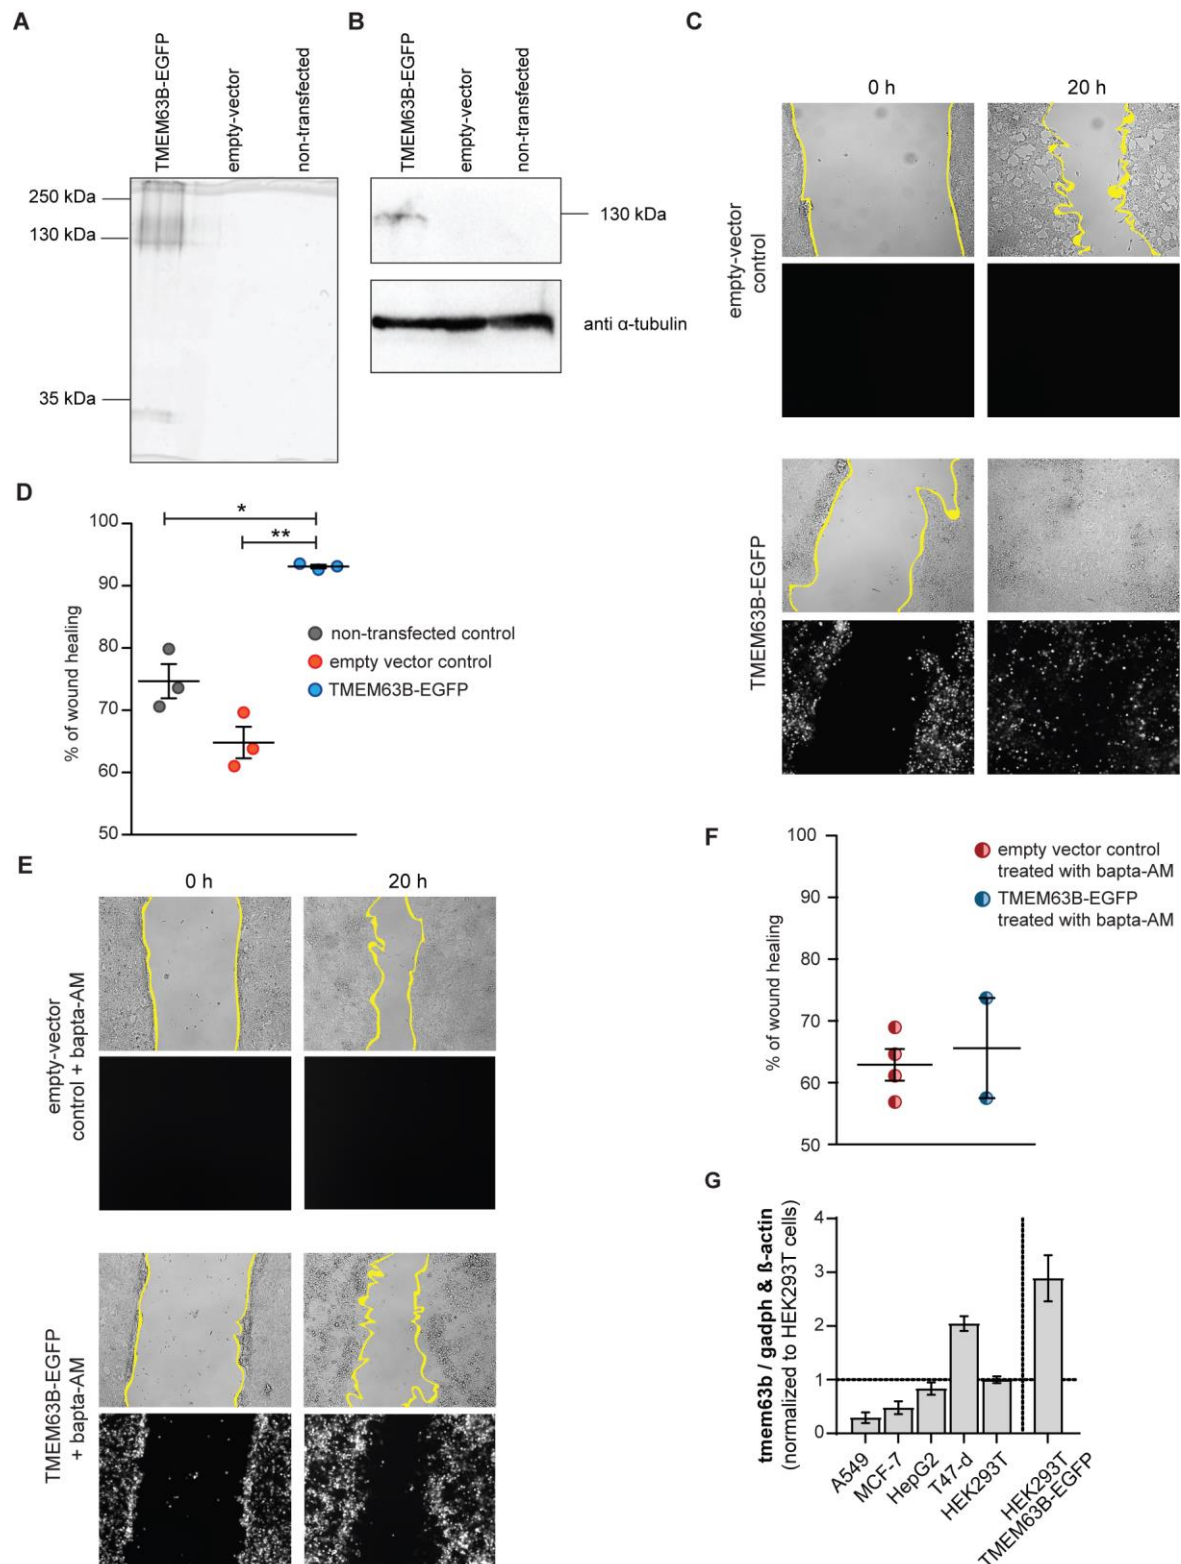 A
TMEM63B-EGFP
empty-vector
non-transfected
250 kDa
130 kDa
35 kDa
B
TMEM63B-EGFP
empty-vector
non-transfected
130 kDa
anti α-tubulin
C
0 h
20 h
empty-vector
control
TMEM63B-EGFP
D
% of wound healing
100
90
80
70
60
50
*
**
non-transfected control
empty vector control
TMEM63B-EGFP
E
0 h
20 h
empty-vector
control + bapta-AM
TMEM63B-EGFP
+ bapta-AM
F
% of wound healing
100
90
80
70
60
50
empty vector control
treated with bapta-AM
TMEM63B-EGFP
treated with bapta-AM
G
tmem63b / gadph & ß-actin
(normalized to HEK293T cells)
4
3
2
1
0
A549
MCF-7
HepG2
T47-d
HEK293T
HEK293T
TMEM63B-EGFP